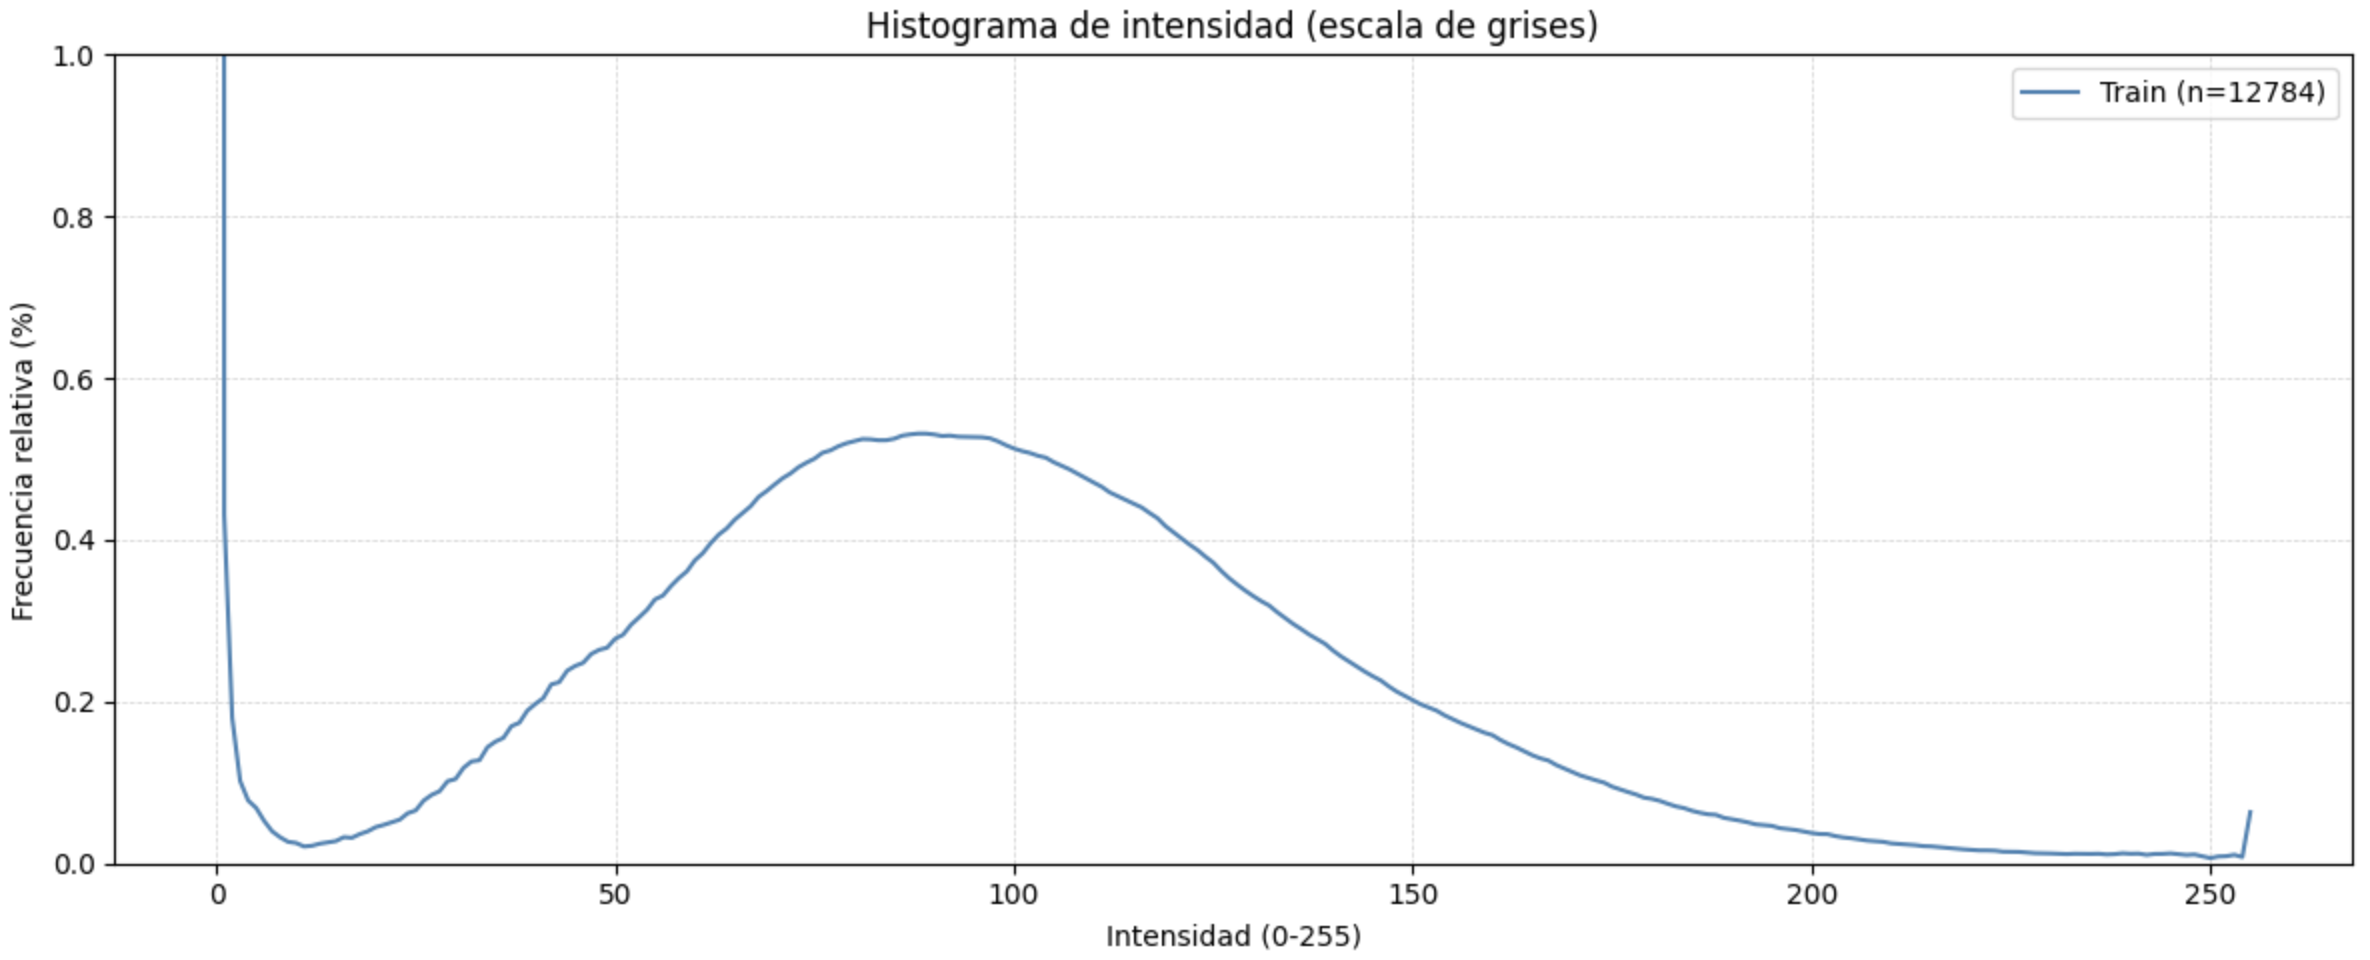 Histograma de intensidad (escala de grises)
Train (n=12784)
1.0
0.8
0.6
0.4
0.2
0.0
Frecuencia relativa (%)
0 50 100 150 200 250
Intensidad (0-255)